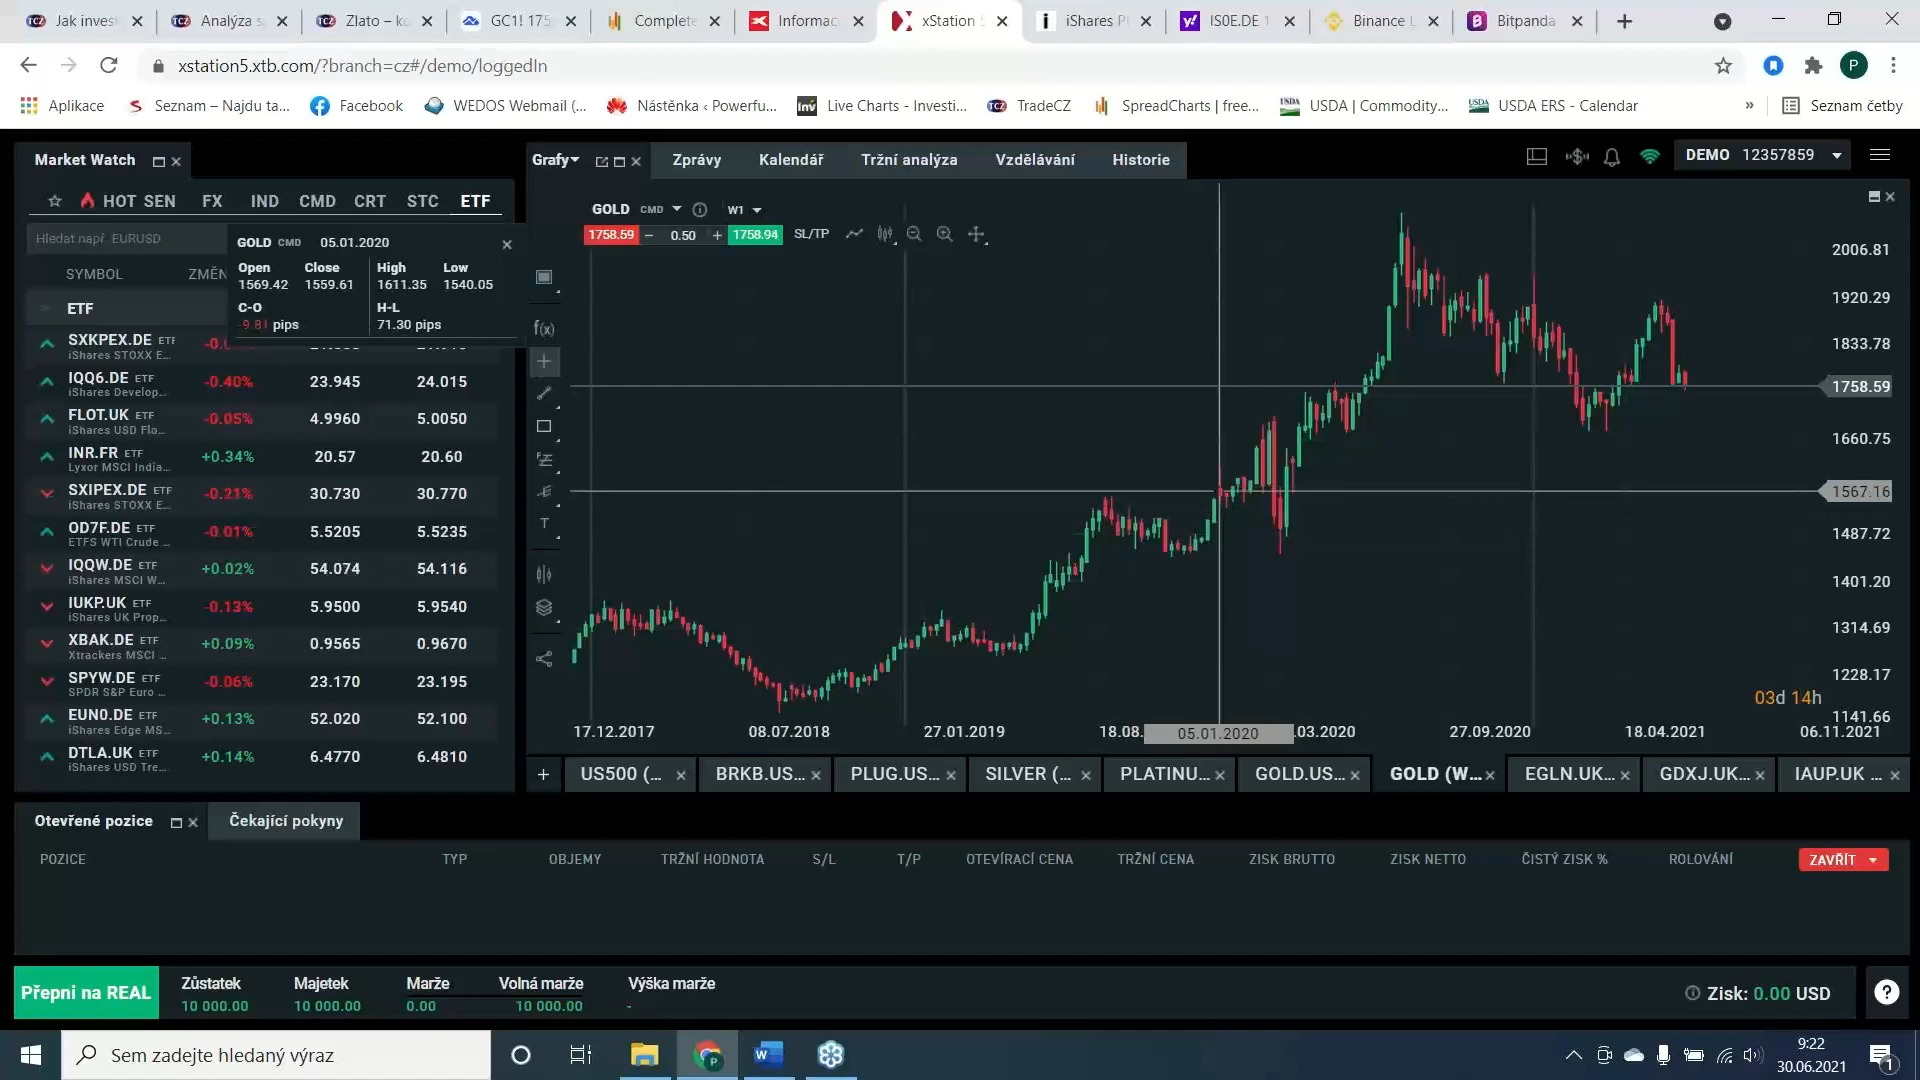 Jak invest
Analýza s
Zlato – ko
GC1! 175
Complete
Informac
xStation 5
iShares P
IS0E.DE 1
Binance L
Bitpanda
xstation5.xtb.com/?branch=cz#/demo/loggedIn
P
Aplikace
Seznam – Najdu ta...
Facebook
WEDOS Webmail (...
Nástěnka ‹ Powerfu...
Live Charts - Investi...
TradeCZ
SpreadCharts | free...
USDA | Commodity...
USDA ERS - Calendar
»
Seznam četby
Market Watch
Grafy
Zprávy
Kalendář
Tržní analýza
Vzdělávání
Historie
DEMO 12357859
HOT SEN FX IND CMD CRT STC ETF
Hledat např. EURUSD
SYMBOL
ZMĚN
ETF
GOLD CMD 05.01.2020
Open Close High Low
1569.42 1559.61 1611.35 1540.05
C-O H-L
-9.81 pips 71.30 pips
SXKPEX.DE ETF
iShares STOXX E...
IQQ6.DE ETF -0.40% 23.945 24.015
iShares Develop...
FLOT.UK ETF -0.05% 4.9960 5.0050
iShares USD Flo...
INR.FR ETF +0.34% 20.57 20.60
Lyxor MSCI India...
SXIPEX.DE ETF -0.21% 30.730 30.770
iShares STOXX E...
OD7F.DE ETF -0.01% 5.5205 5.5235
ETFS WTI Crude ...
IQQW.DE ETF +0.02% 54.074 54.116
iShares MSCI W...
IUKP.UK ETF -0.13% 5.9500 5.9540
iShares UK Prop...
XBAK.DE ETF +0.09% 0.9565 0.9670
Xtrackers MSCI ...
SPYW.DE ETF -0.06% 23.170 23.195
SPDR S&P Euro ...
EUN0.DE ETF +0.13% 52.020 52.100
iShares Edge MS...
DTLA.UK ETF +0.14% 6.4770 6.4810
iShares USD Tre...
GOLD CMD W1
1758.59 – 0.50 + 1758.94 SL/TP
f(x)
T
2006.81
1920.29
1833.78
1758.59
1660.75
1567.16
1487.72
1401.20
1314.69
1228.17
1141.66
03d 14h
17.12.2017
08.07.2018
27.01.2019
18.08.
05.01.2020
.03.2020
27.09.2020
18.04.2021
06.11.2021
US500 (...
BRKB.US...
PLUG.US...
SILVER (...
PLATINU...
GOLD.US...
GOLD (W...
EGLN.UK...
GDXJ.UK...
IAUP.UK ...
Otevřené pozice
Čekající pokyny
POZICE
TYP
OBJEMY
TRŽNÍ HODNOTA
S/L
T/P
OTEVÍRACÍ CENA
TRŽNÍ CENA
ZISK BRUTTO
ZISK NETTO
ČISTÝ ZISK %
ROLOVÁNÍ
ZAVŘÍT
Přepni na REAL
Zůstatek Majetek Marže Volná marže Výška marže
10 000.00 10 000.00 0.00 10 000.00 -
Zisk: 0.00 USD
?
Sem zadejte hledaný výraz
9:22
30.06.2021
1